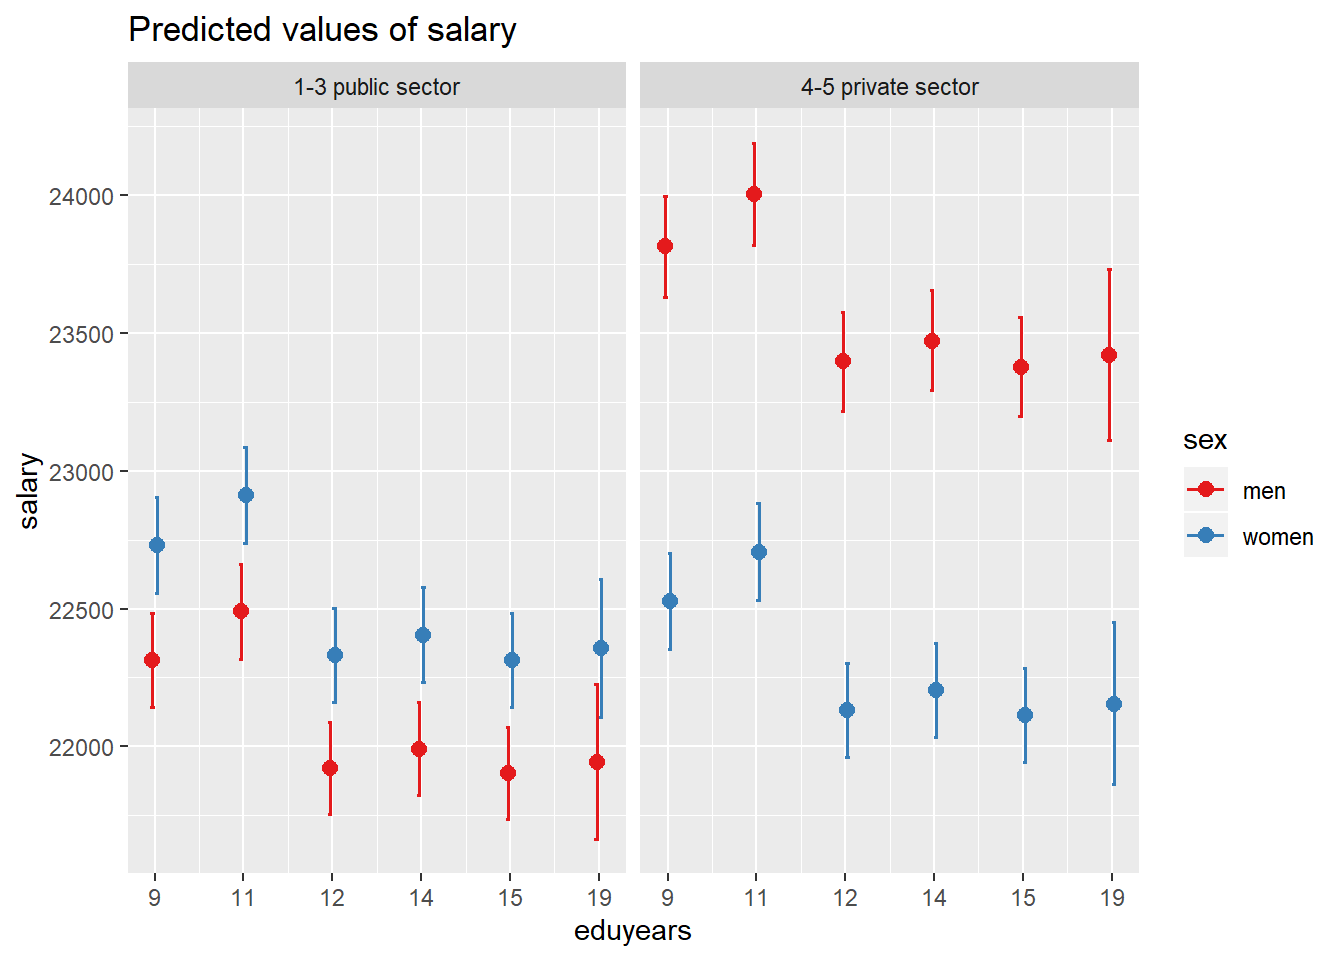 Predicted values of salary
1-3 public sector
4-5 private sector
24000
23500
23000
22500
22000
salary
9 11 12 14 15 19
9 11 12 14 15 19
eduyears
sex
men
women